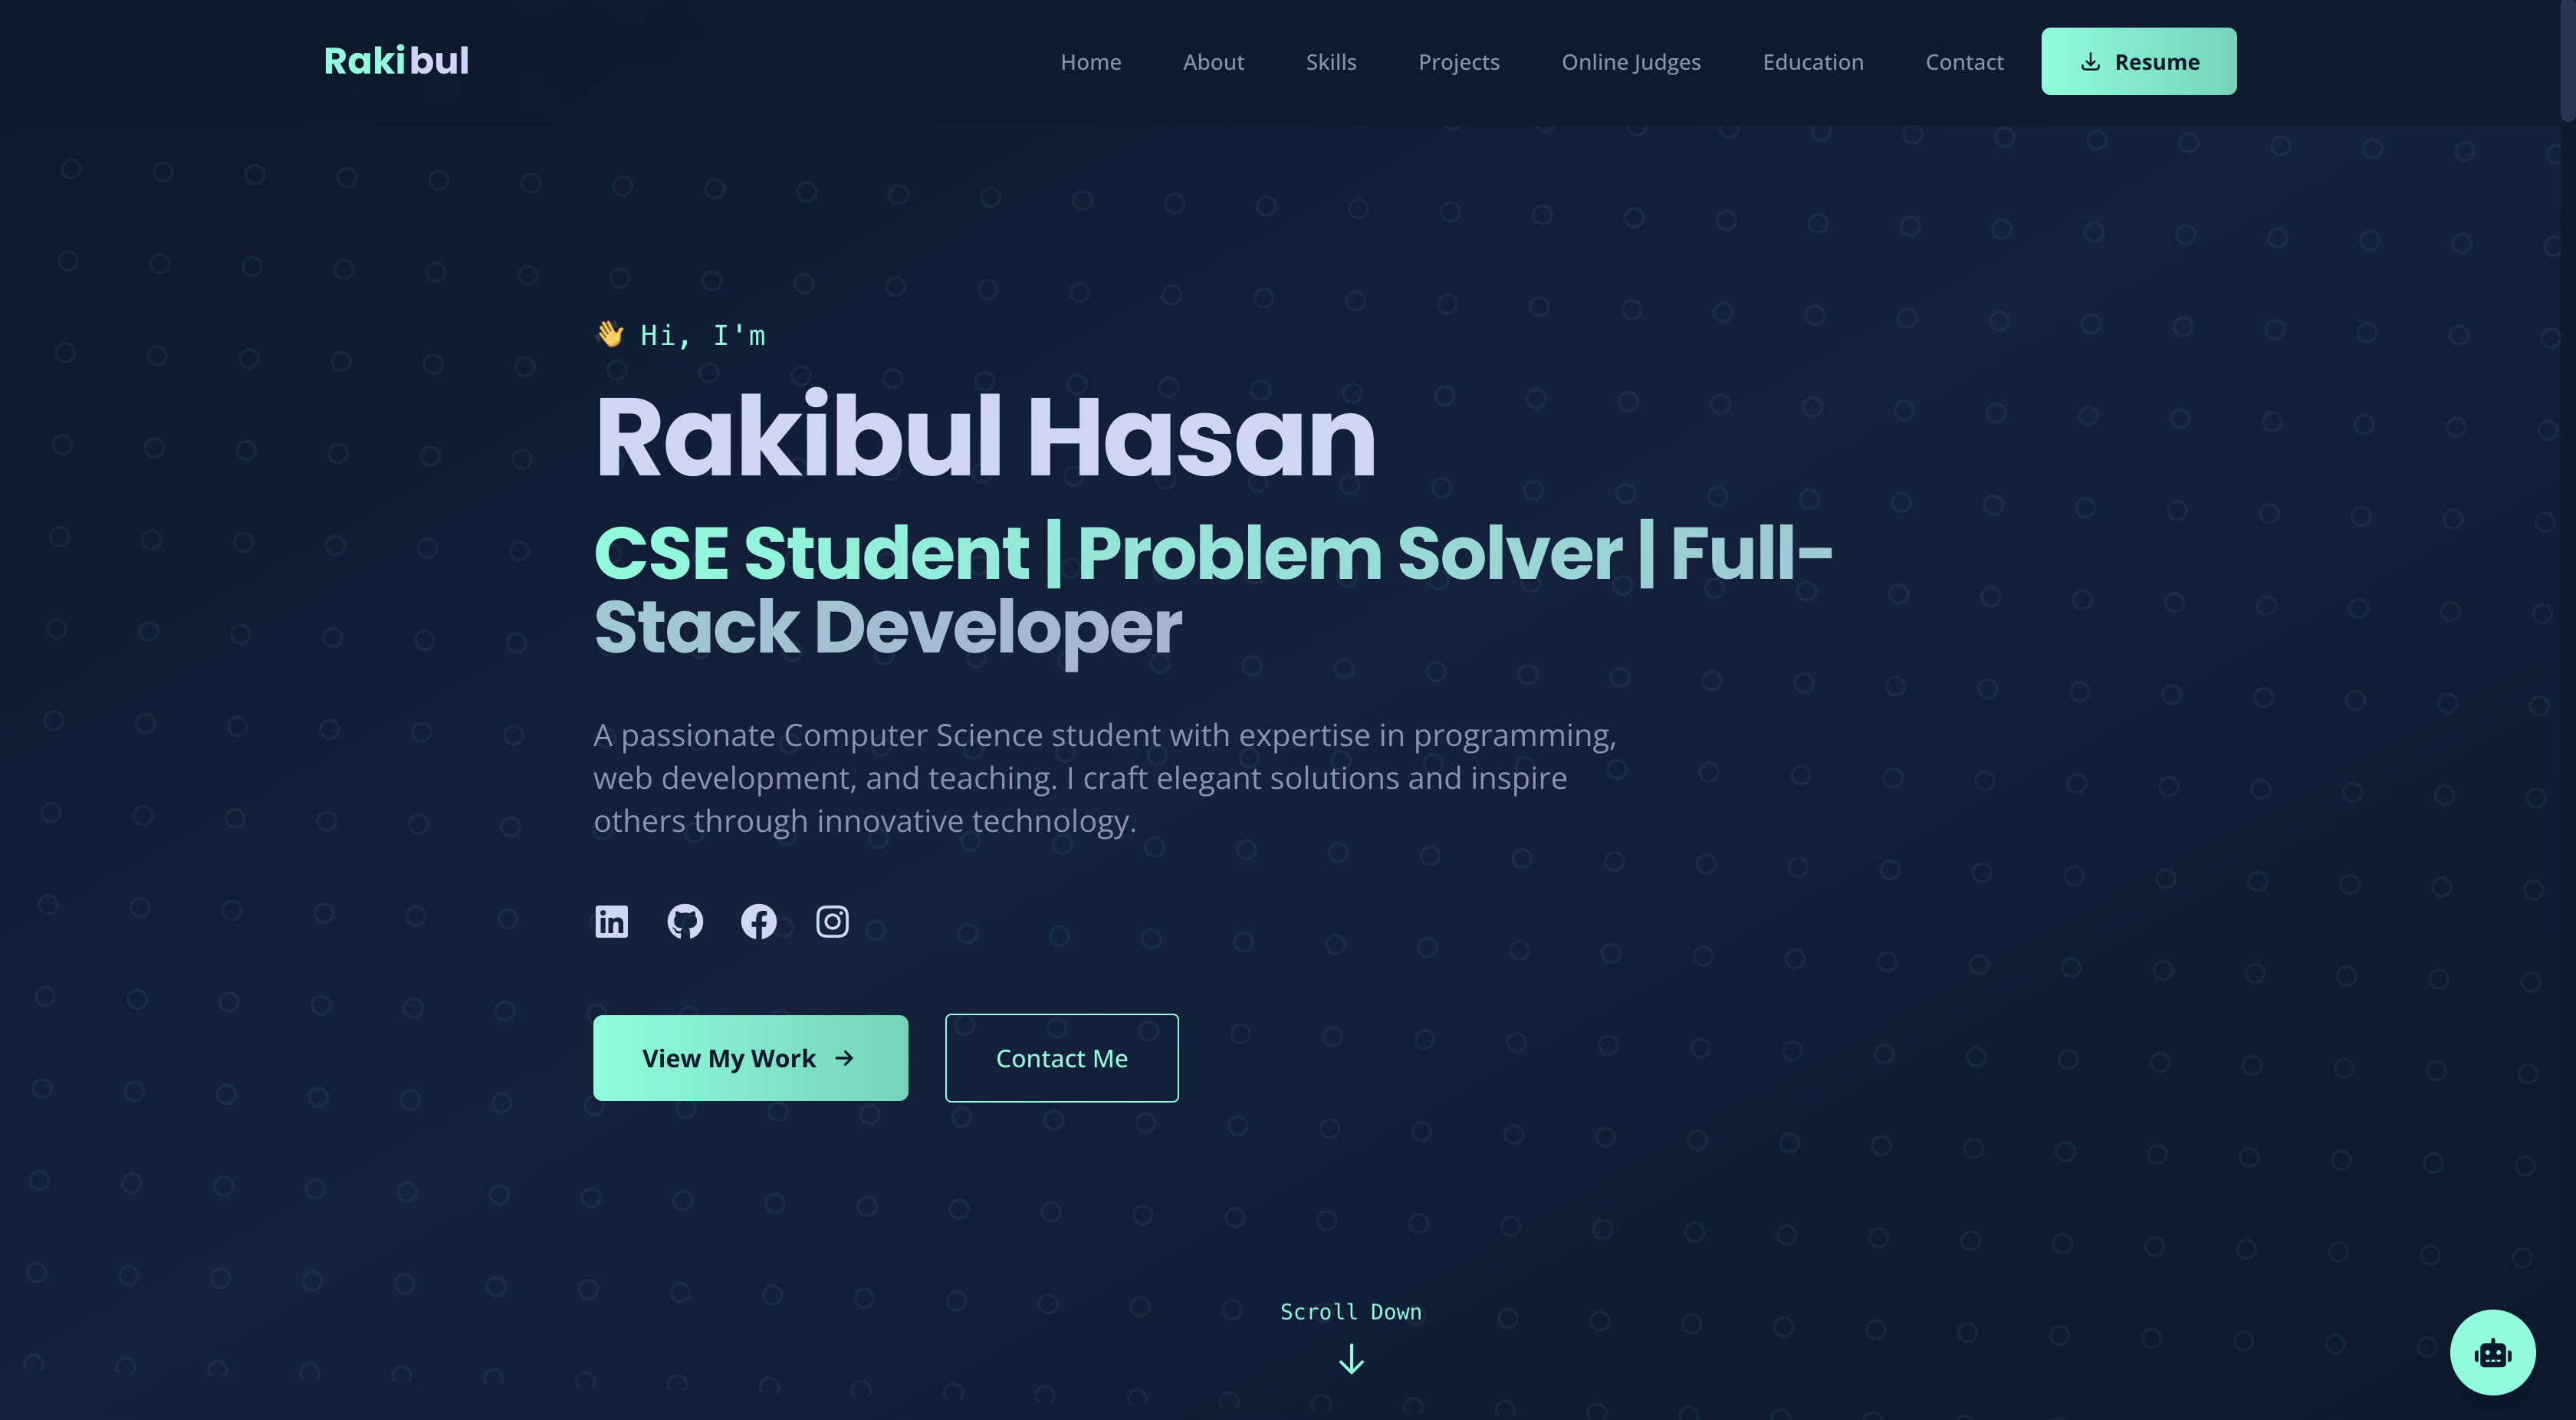 Rakibul
Home About Skills Projects Online Judges Education Contact Resume
👋 Hi, I'm
Rakibul Hasan
CSE Student | Problem Solver | Full-
Stack Developer
A passionate Computer Science student with expertise in programming,
web development, and teaching. I craft elegant solutions and inspire
others through innovative technology.
View My Work →
Contact Me
Scroll Down